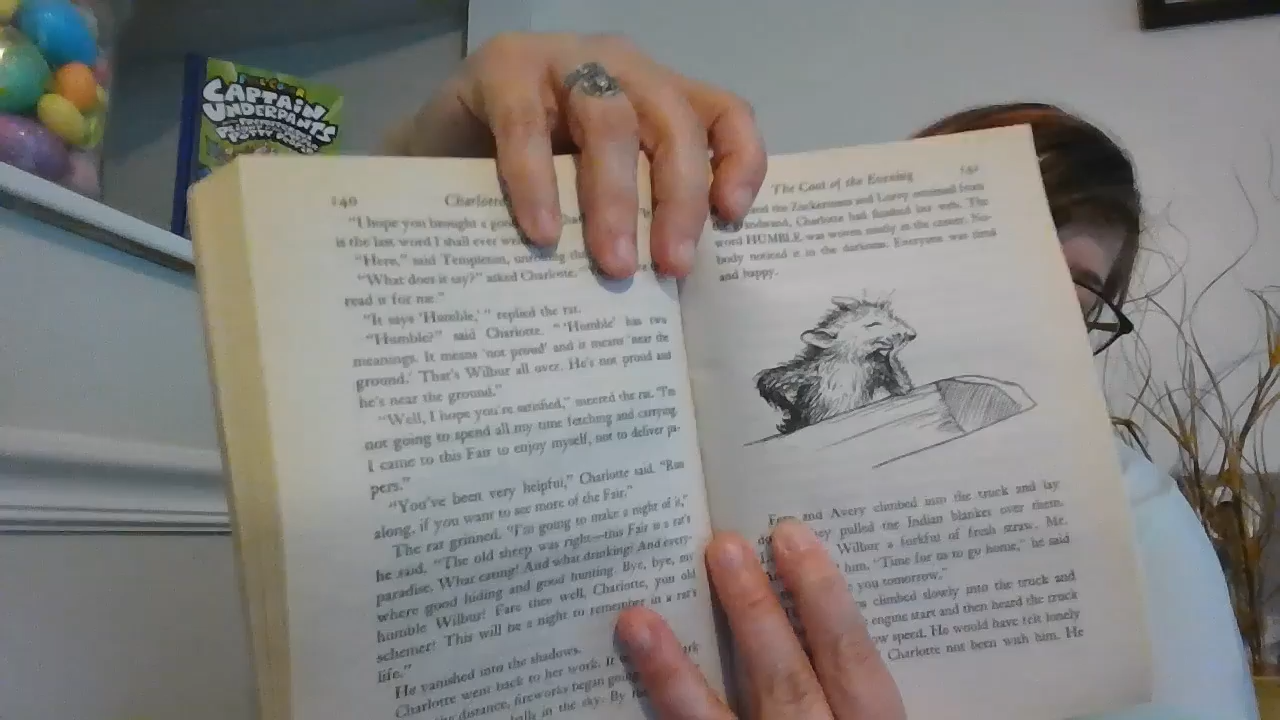 CAPTAIN
UNDERPANTS
140
Charlotte
"I hope you brought a good
is the last word I shall ever
"Here," said Templeton,
"What does it say?" asked Charlotte.
read it for me."
"It says 'Humble,'" replied the rat.
"Humble?" said Charlotte. "'Humble' has two
meanings. It means 'not proud' and it means 'near the
ground.' That's Wilbur all over. He's not proud and
he's near the ground."
"Well, I hope you're satisfied," sneered the rat. "I'm
not going to spend all my time fetching and carrying.
I came to this Fair to enjoy myself, not to deliver pa-
pers."
"You've been very helpful," Charlotte said. "Run
along, if you want to see more of the Fair."
The rat grinned. "I'm going to make a night of it,"
he said. "The old sheep was right—this Fair is a rat's
paradise. What eating! And what drinking! And every-
where good hiding and good hunting. Bye, bye, my
humble Wilbur! Fare thee well, Charlotte, you old
schemer! This will be a night to remember in a rat's
life."
He vanished into the shadows.
Charlotte went back to her work. It
distance, fireworks began going
in the sky. By
The Cool of the Evening
and the Zuckermans and Lurvy returned from
grandstand, Charlotte had finished her web. The
word HUMBLE was woven neatly in the center. No-
body noticed it in the darkness. Everyone was tired
and happy.
Fern and Avery climbed into the truck and lay
they pulled the Indian blanket over them.
Wilbur a forkful of fresh straw. Mr.
him. "Time for us to go home," he said
you tomorrow."
climbed slowly into the truck and
engine start and then heard the truck
speed. He would have felt lonely
Charlotte not been with him. He